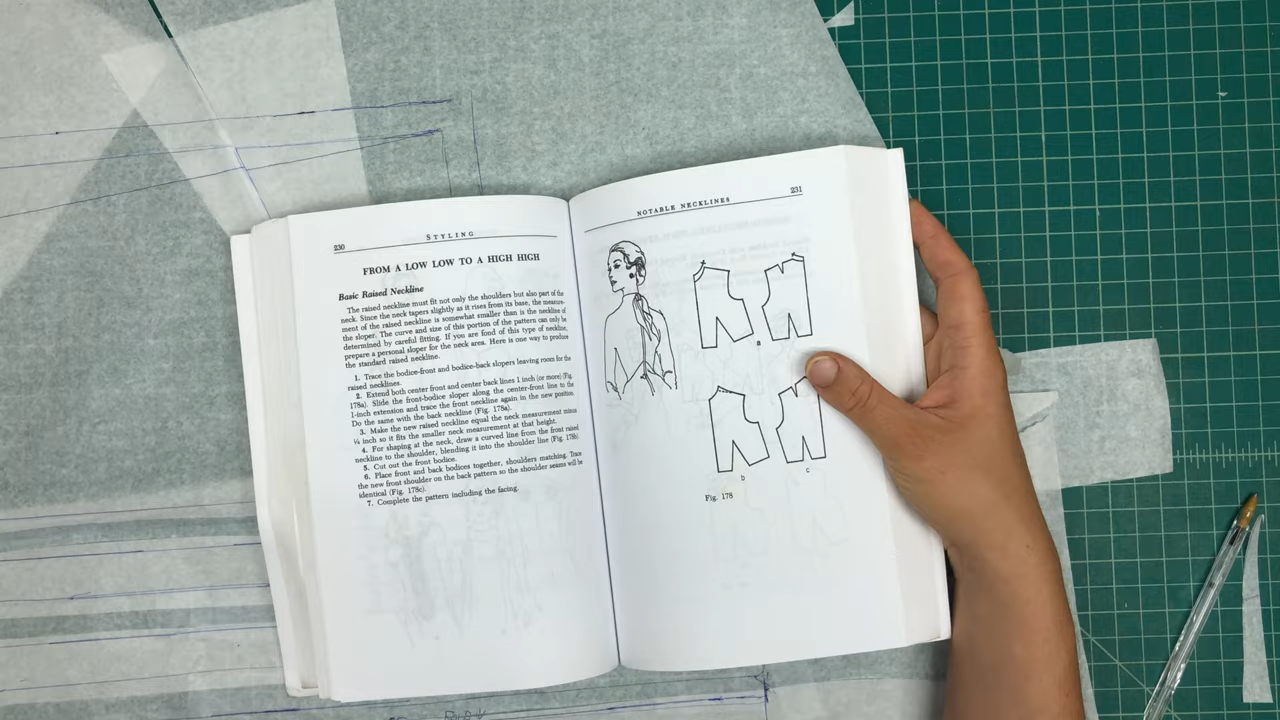 230
STYLING
FROM A LOW LOW TO A HIGH HIGH
Basic Raised Neckline
The raised neckline must fit not only the shoulders but also part of the
neck. Since the neck tapers slightly as it rises from its base, the measure-
ment of the raised neckline is somewhat smaller than is the neckline of
the sloper. The curve and size of this portion of the pattern can only be
determined by careful fitting. If you are fond of this type of neckline,
prepare a personal sloper for the neck area. Here is one way to produce
the standard raised neckline.
1. Trace the bodice-front and bodice-back slopers leaving room for the
raised necklines.
2. Extend both center front and center back lines 1 inch (or more) (Fig.
178a). Slide the front-bodice sloper along the center-front line to the
1-inch extension and trace the front neckline again in the new position.
Do the same with the back neckline (Fig. 178a).
3. Make the new raised neckline equal the neck measurement minus
¼ inch so it fits the smaller neck measurement at that height.
4. For shaping at the neck, draw a curved line from the front raised
neckline to the shoulder, blending it into the shoulder line (Fig. 178b)
5. Cut out the front bodice.
6. Place front and back bodices together, shoulders matching. Trace
the new front shoulder on the back pattern so the shoulder seams will be
identical (Fig. 178c).
7. Complete the pattern including the facing.
NOTABLE NECKLINES
231
a
b
c
Fig. 178